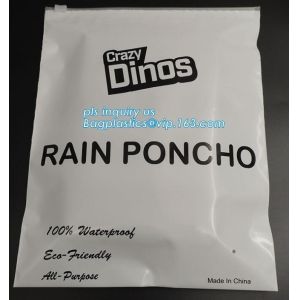 Crazy
Dinos
pls inquiry us
Bagplastics@vip.163.com
RAIN PONCHO
100% Waterproof
Eco-Friendly
All-Purpose
Made In China